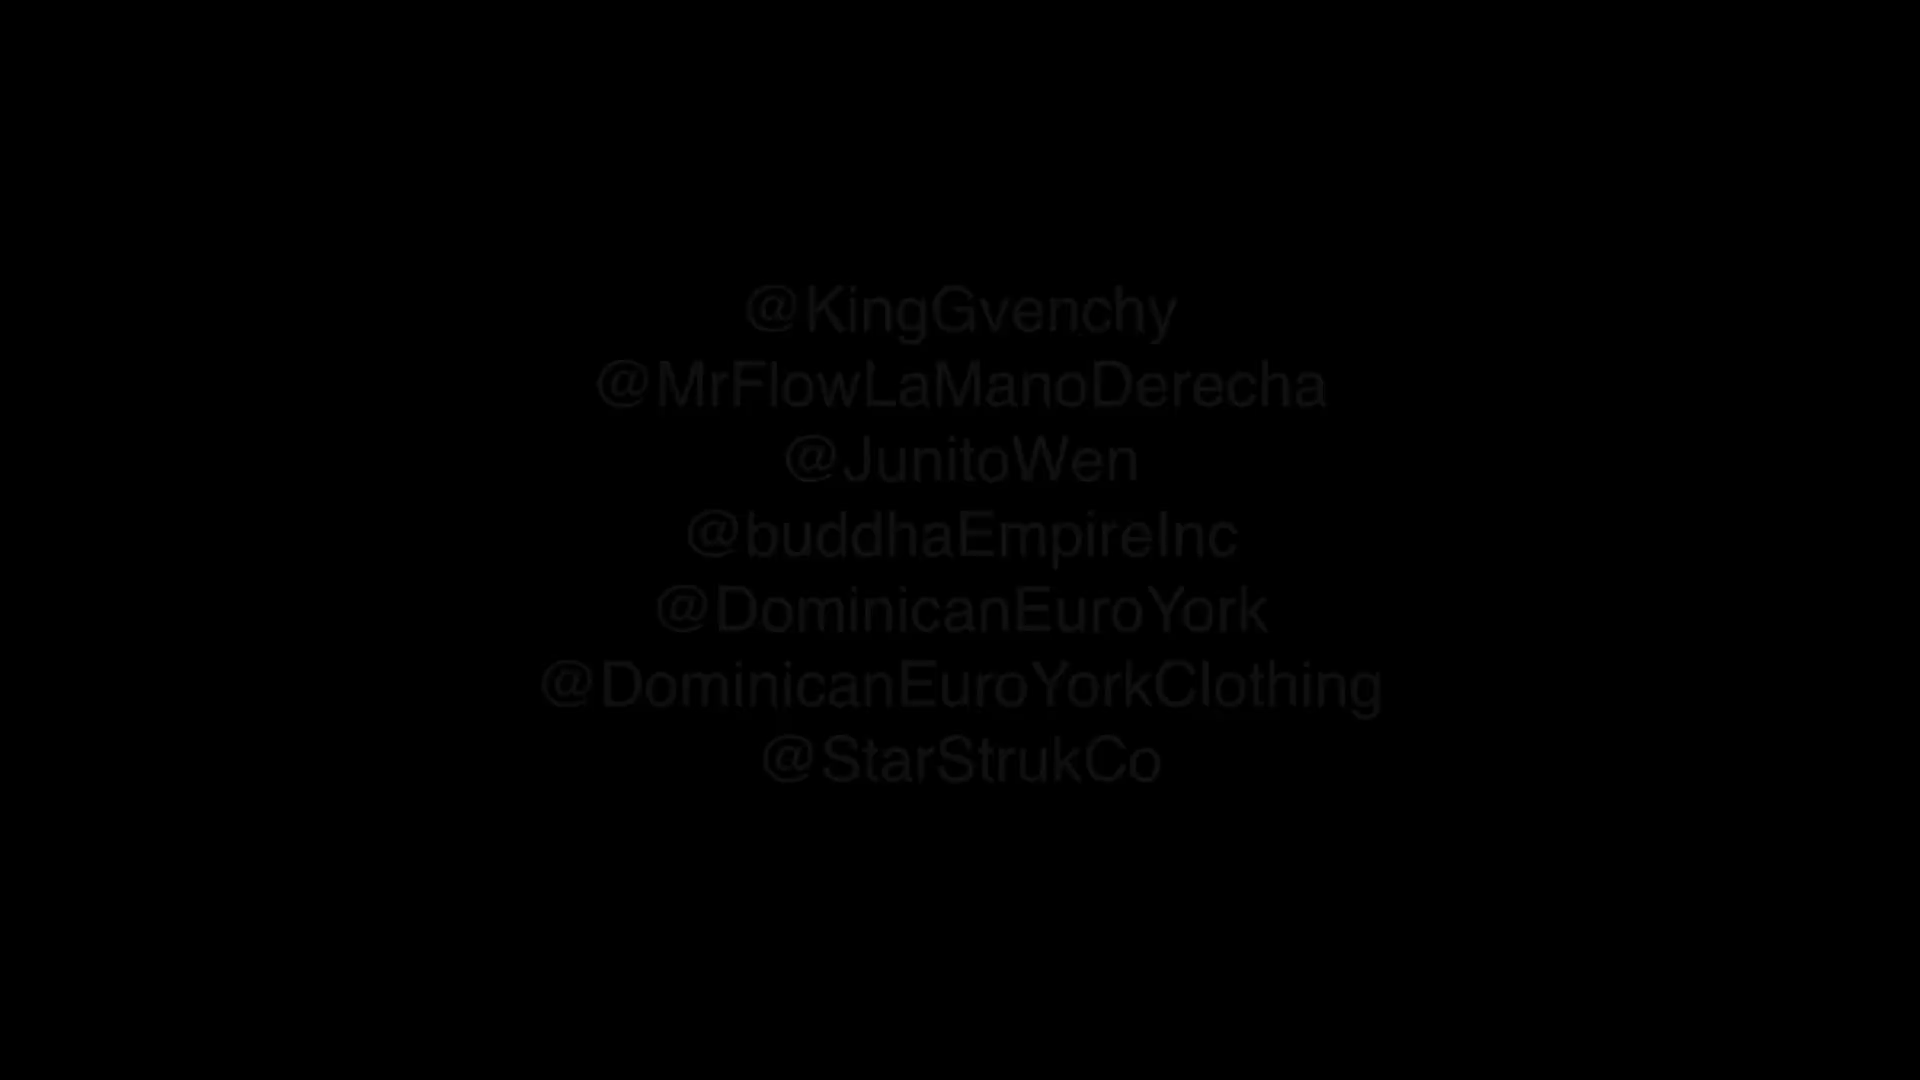 @KingGvenchy
@MrFlowLaManoDerecha
@JunitoWen
@buddhaEmpireInc
@DominicanEuroYork
@DominicanEuroYorkClothing
@StarStrukCo